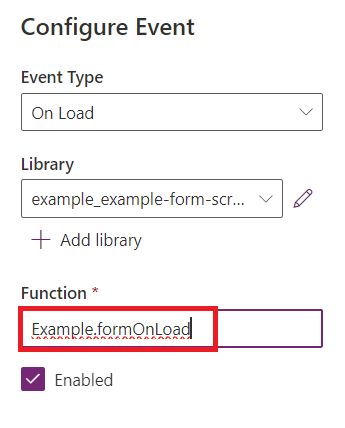 Configure Event
Event Type
On Load
Library
example_example-form-scr...
Add library
Function *
Example.formOnLoad
Enabled